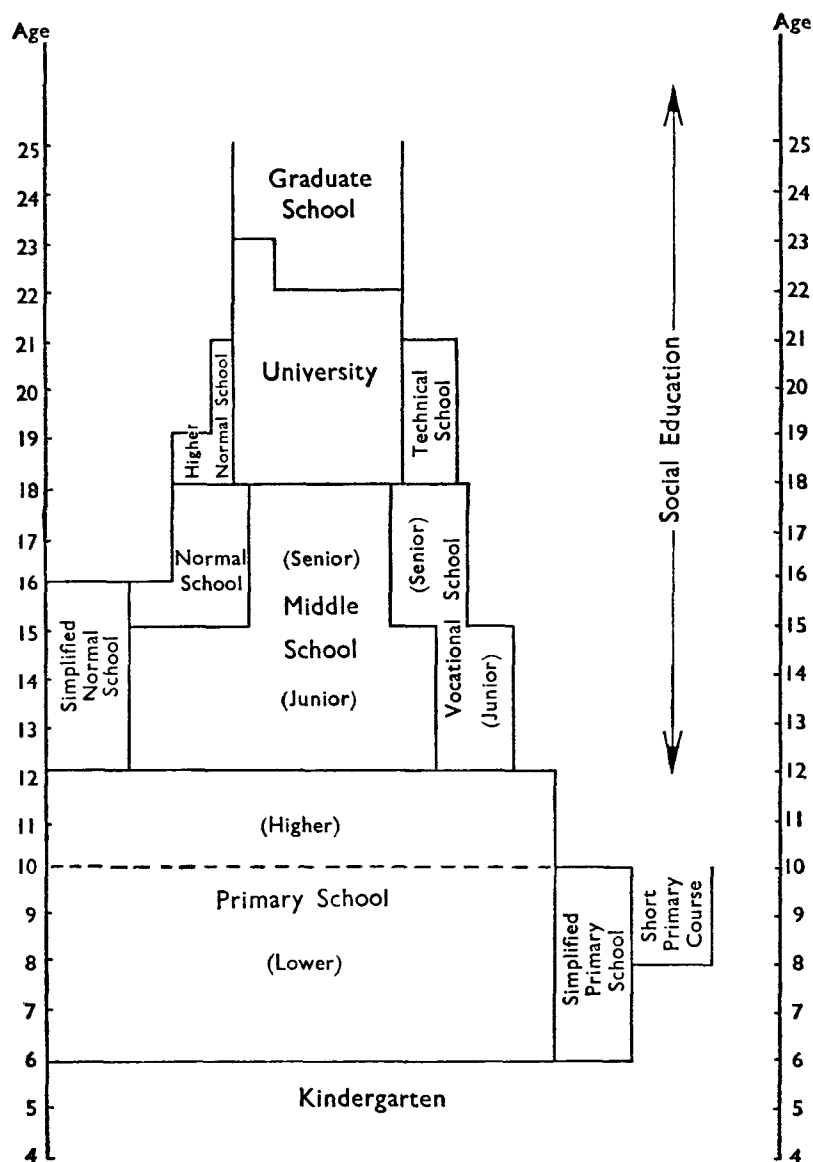 Age
Age
25
24
23
22
21
20
19
18
17
16
15
14
13
12
11
10
9
8
7
6
5
4
Graduate
School
University
Higher
Normal School
Technical
School
Normal
School
(Senior)
Middle
School
(Junior)
(Senior)
Vocational School
(Junior)
Simplified
Normal
School
Social Education
(Higher)
Primary School
(Lower)
Simplified
Primary
School
Short
Primary
Course
Kindergarten
25
24
23
22
21
20
19
18
17
16
15
14
13
12
11
10
9
8
7
6
5
4